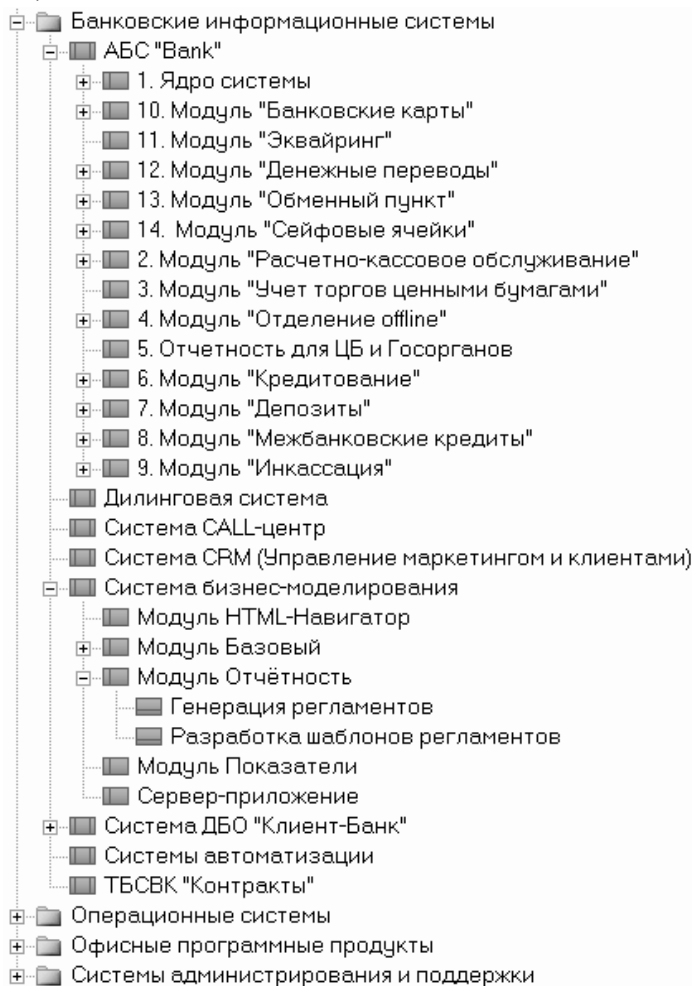 Банковские информационные системы
АБС "Bank"
1. Ядро системы
10. Модуль "Банковские карты"
11. Модуль "Эквайринг"
12. Модуль "Денежные переводы"
13. Модуль "Обменный пункт"
14. Модуль "Сейфовые ячейки"
2. Модуль "Расчетно-кассовое обслуживание"
3. Модуль "Учет торгов ценными бумагами"
4. Модуль "Отделение offline"
5. Отчетность для ЦБ и Госорганов
6. Модуль "Кредитование"
7. Модуль "Депозиты"
8. Модуль "Межбанковские кредиты"
9. Модуль "Инкассация"
Дилинговая система
Система CALL-центр
Система CRM (Управление маркетингом и клиентами)
Система бизнес-моделирования
Модуль HTML-Навигатор
Модуль Базовый
Модуль Отчётность
Генерация регламентов
Разработка шаблонов регламентов
Модуль Показатели
Сервер-приложение
Система ДБО "Клиент-Банк"
Системы автоматизации
ТБСВК "Контракты"
Операционные системы
Офисные программные продукты
Системы администрирования и поддержки